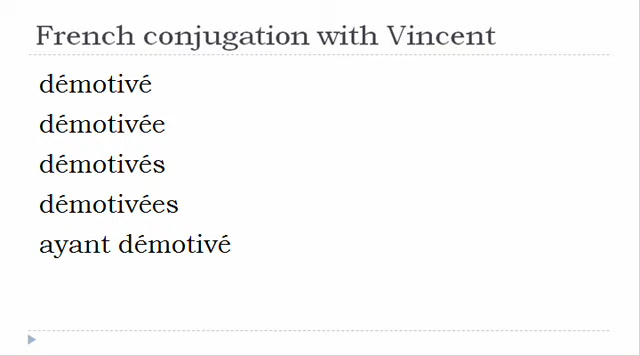 French conjugation with Vincent
démotivé
démotivée
démotivés
démotivées
ayant démotivé